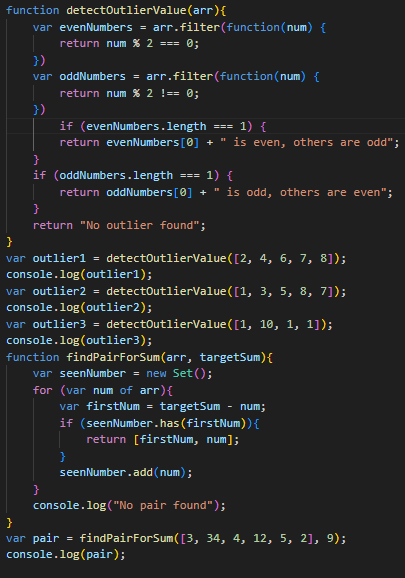 function detectOutlierValue(arr){
    var evenNumbers = arr.filter(function(num) {
        return num % 2 === 0;
    })
    var oddNumbers = arr.filter(function(num) {
        return num % 2 !== 0;
    })
        if (evenNumbers.length === 1) {
        return evenNumbers[0] + " is even, others are odd";
    }
    if (oddNumbers.length === 1) {
        return oddNumbers[0] + " is odd, others are even";
    }
    return "No outlier found";
}
var outlier1 = detectOutlierValue([2, 4, 6, 7, 8]);
console.log(outlier1);
var outlier2 = detectOutlierValue([1, 3, 5, 8, 7]);
console.log(outlier2);
var outlier3 = detectOutlierValue([1, 10, 1, 1]);
console.log(outlier3);
function findPairForSum(arr, targetSum){
    var seenNumber = new Set();
    for (var num of arr){
        var firstNum = targetSum - num;
        if (seenNumber.has(firstNum)){
            return [firstNum, num];
        }
        seenNumber.add(num);
    }
    console.log("No pair found");
}
var pair = findPairForSum([3, 34, 4, 12, 5, 2], 9);
console.log(pair);